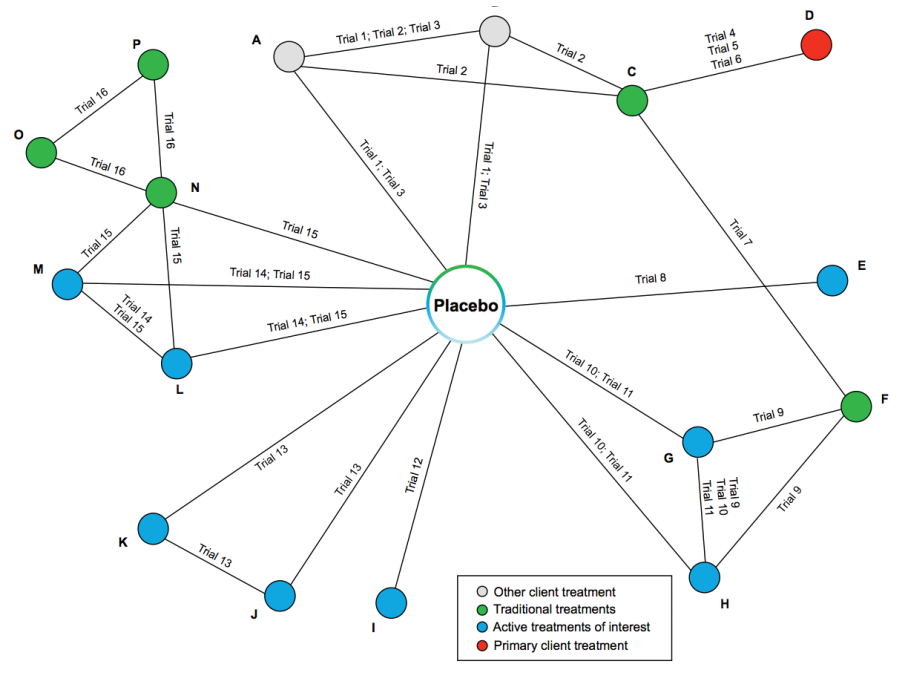 A
Trial 1; Trial 2; Trial 3
D
P
Trial 4
Trial 5
Trial 6
Trial 2
Trial 2
C
Trial 16
Trial 16
O
Trial 16
N
Trial 1; Trial 3
Trial 1; Trial 3
Trial 15
Trial 15
Trial 15
Trial 7
M
Trial 14; Trial 15
Trial 8
E
Placebo
Trial 14
Trial 15
Trial 14; Trial 15
L
Trial 10; Trial 11
F
Trial 9
Trial 10; Trial 11
G
Trial 13
Trial 13
Trial 12
Trial 9
Trial 10
Trial 11
Trial 9
K
Trial 13
J
I
H
Other client treatment
Traditional treatments
Active treatments of interest
Primary client treatment